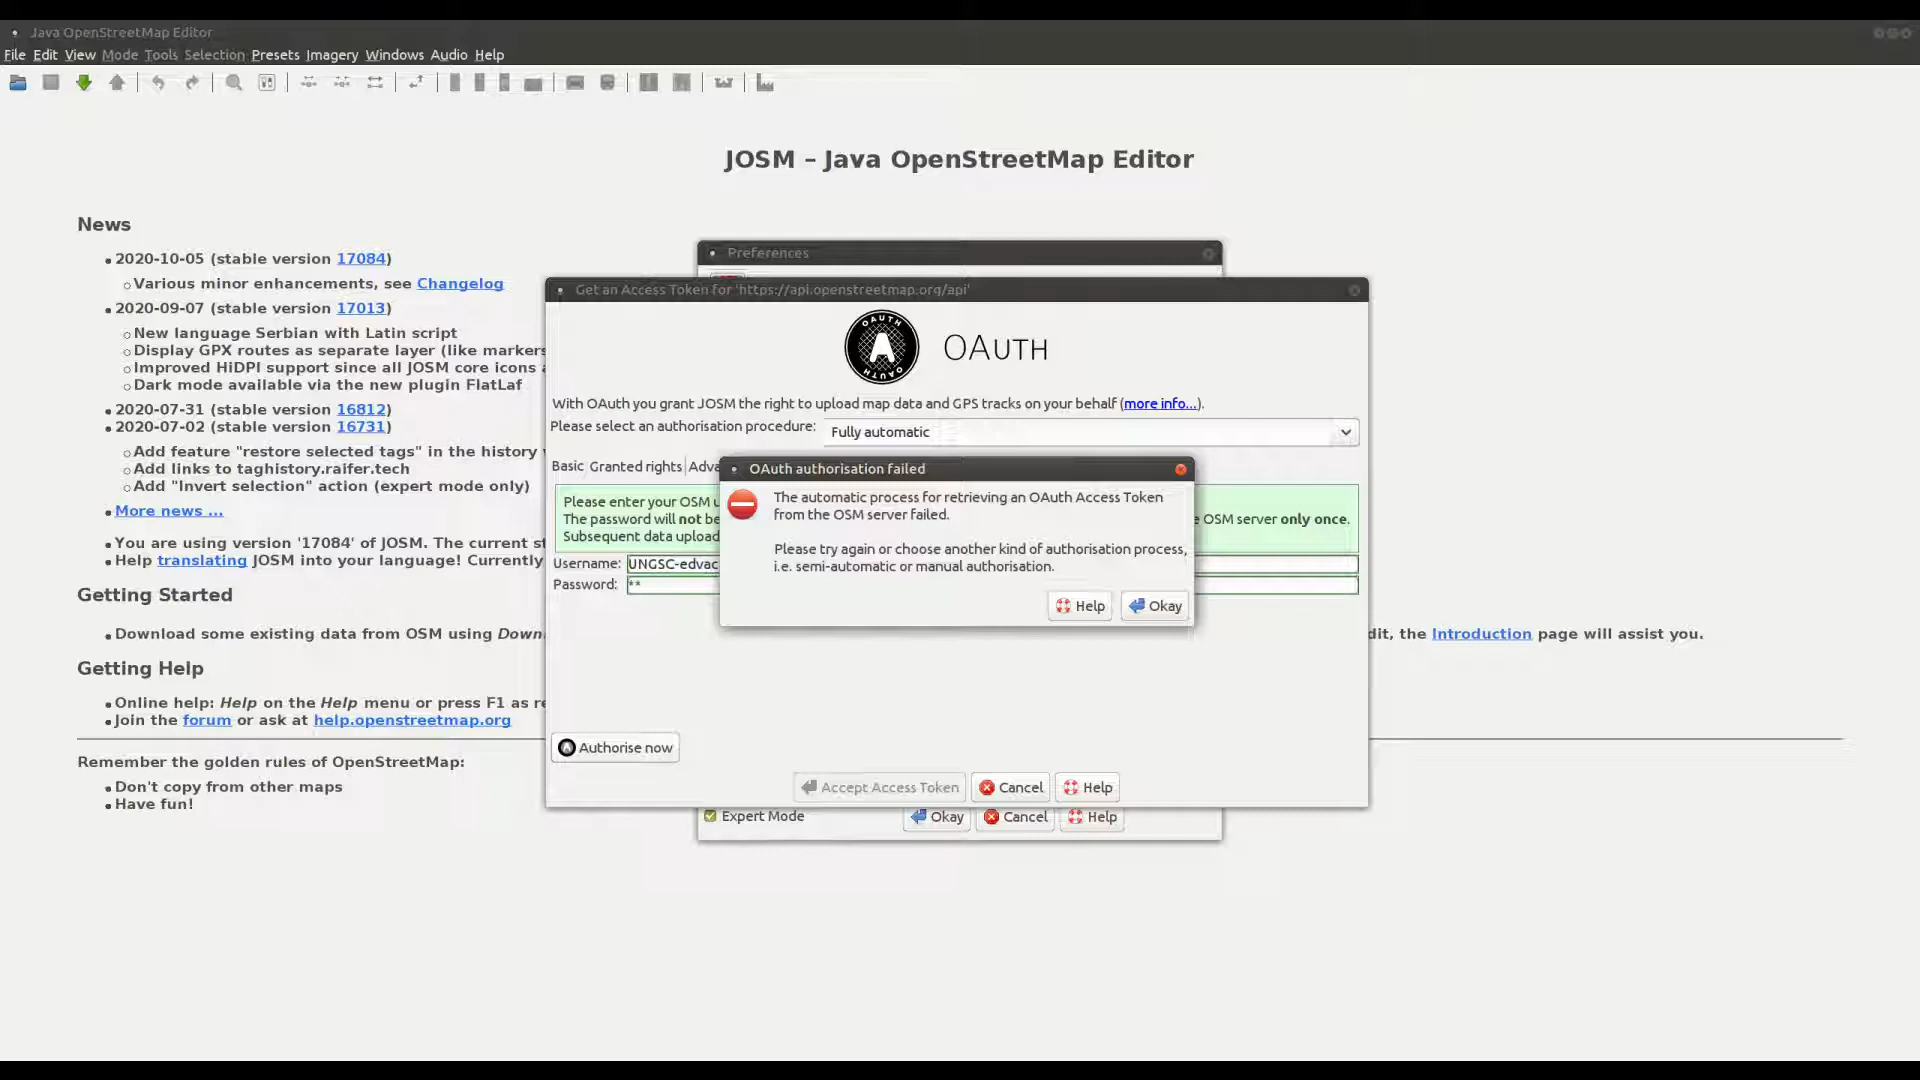 Java OpenStreetMap Editor
File Edit View Mode Tools Selection Presets Imagery Windows Audio Help
JOSM – Java OpenStreetMap Editor
News
2020-10-05 (stable version 17084)
Various minor enhancements, see Changelog
2020-09-07 (stable version 17013)
New language Serbian with Latin script
Display GPX routes as separate layer (like markers
Improved HiDPI support since all JOSM core icons
Dark mode available via the new plugin FlatLaf
2020-07-31 (stable version 16812)
2020-07-02 (stable version 16731)
Add feature "restore selected tags" in the history
Add links to taghistory.raifer.tech
Add "Invert selection" action (expert mode only)
More news ...
You are using version '17084' of JOSM. The current st
Help translating JOSM into your language! Currently
Getting Started
Download some existing data from OSM using Down
dit, the Introduction page will assist you.
Getting Help
Online help: Help on the Help menu or press F1 as re
Join the forum or ask at help.openstreetmap.org
Remember the golden rules of OpenStreetMap:
Don't copy from other maps
Have fun!
Preferences
Get an Access Token for 'https://api.openstreetmap.org/api'
OAUTH
OAUTH
A
OAUTH
With OAuth you grant JOSM the right to upload map data and GPS tracks on your behalf (more info...).
Please select an authorisation procedure: Fully automatic
Basic Granted rights Adva
Please enter your OSM u
The password will not be
e OSM server only once.
Subsequent data upload
Username: UNGSC-edvac
Password: **
OAuth authorisation failed
The automatic process for retrieving an OAuth Access Token
from the OSM server failed.
Please try again or choose another kind of authorisation process,
i.e. semi-automatic or manual authorisation.
Help Okay
Authorise now
Accept Access Token Cancel Help
Expert Mode Okay Cancel Help